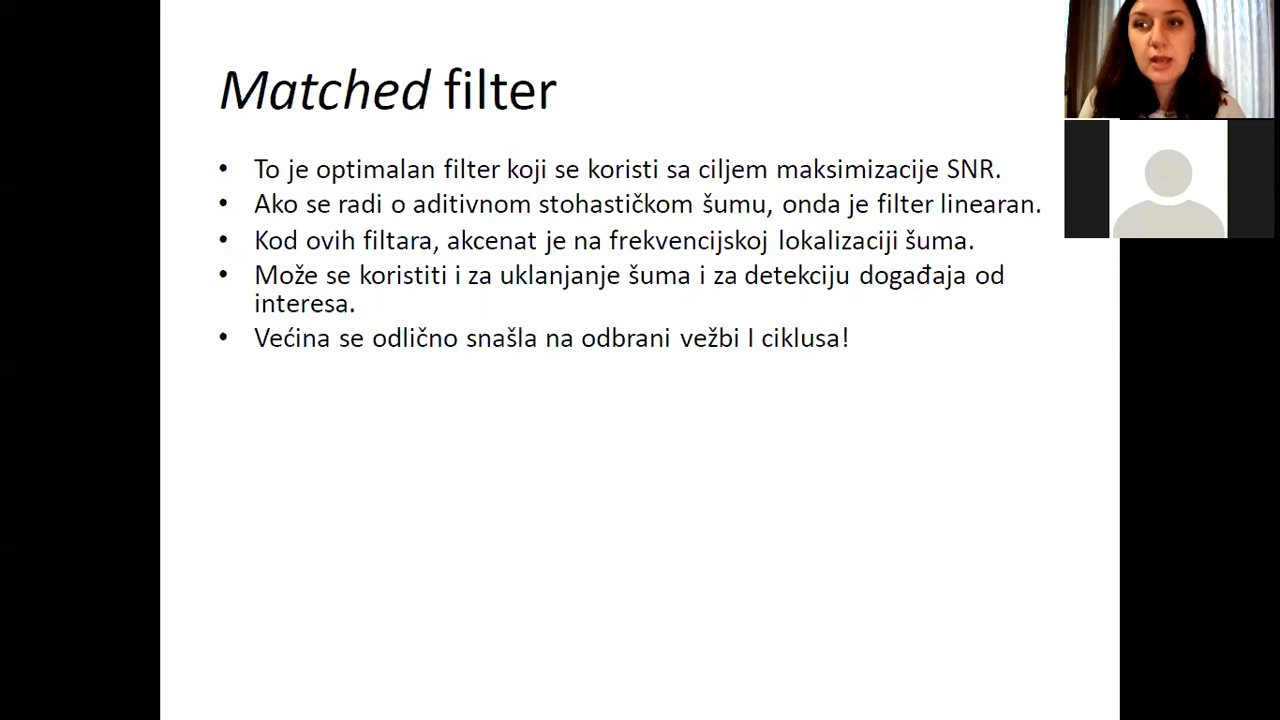 Matched filter
• To je optimalan filter koji se koristi sa ciljem maksimizacije SNR.
• Ako se radi o aditivnom stohastičkom šumu, onda je filter linearan.
• Kod ovih filtara, akcenat je na frekvencijskoj lokalizaciji šuma.
• Može se koristiti i za uklanjanje šuma i za detekciju događaja od
interesa.
• Većina se odlično snašla na odbrani vežbi I ciklusa!